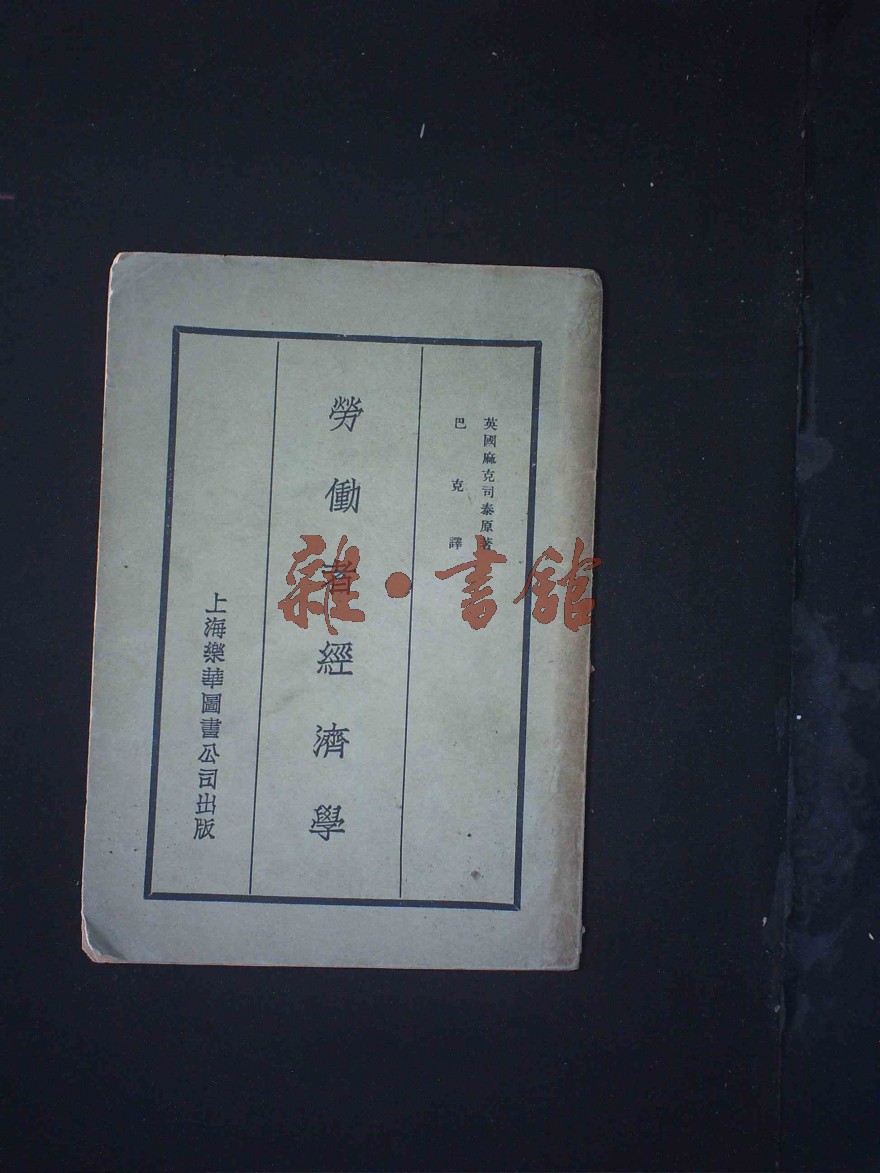 英國麻克司泰原著
巴克譯
勞働者經濟學
上海樂華圖書公司出版
雜·書館